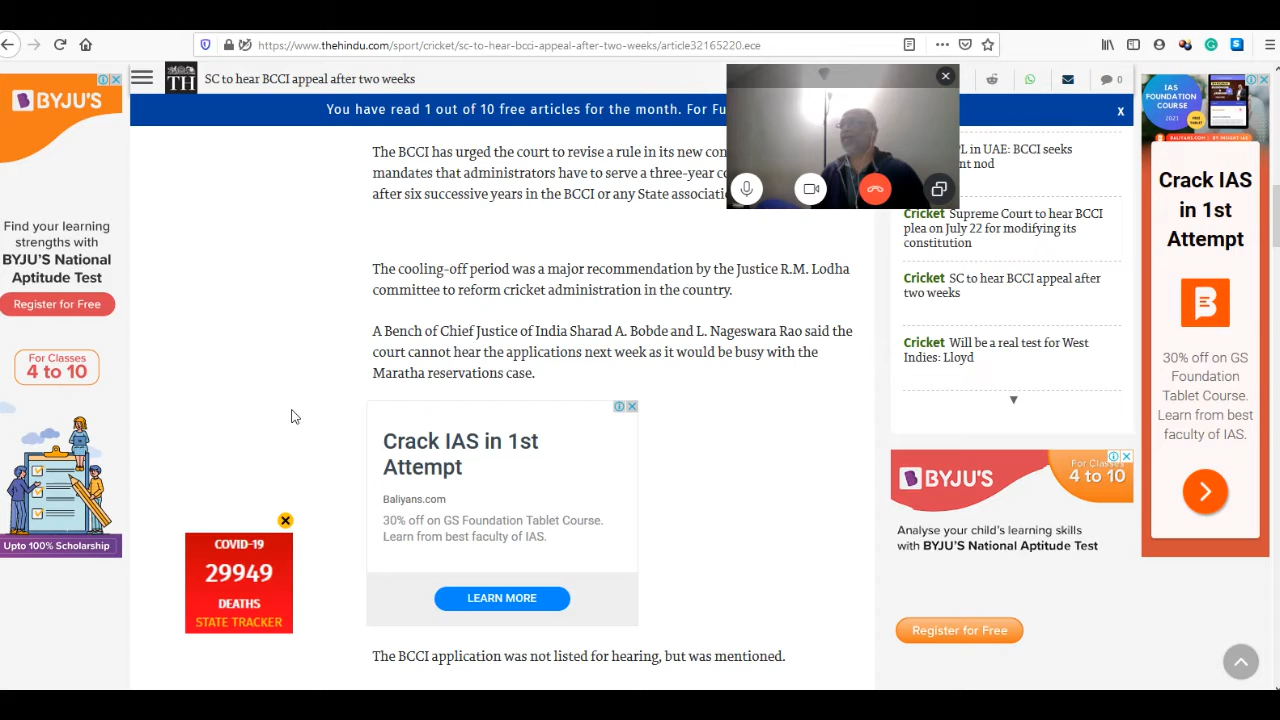 https://www.thehindu.com/sport/cricket/sc-to-hear-bcci-appeal-after-two-weeks/article32165220.ece
TH
SC to hear BCCI appeal after two weeks
0
You have read 1 out of 10 free articles for the month. For
x
BYJU'S
Find your learning
strengths with
BYJU'S National
Aptitude Test
Register for Free
For Classes
4 to 10
Upto 100% Scholarship
The BCCI has urged the court to revise a rule in its new
mandates that administrators have to serve a three-year
after six successive years in the BCCI or any State
The cooling-off period was a major recommendation by the Justice R.M. Lodha
committee to reform cricket administration in the country.
A Bench of Chief Justice of India Sharad A. Bobde and L. Nageswara Rao said the
court cannot hear the applications next week as it would be busy with the
Maratha reservations case.
Crack IAS in 1st
Attempt
Baliyans.com
30% off on GS Foundation Tablet Course.
Learn from best faculty of IAS.
LEARN MORE
COVID-19
29949
DEATHS
STATE TRACKER
The BCCI application was not listed for hearing, but was mentioned.
in UAE: BCCI seeks
nod
Cricket Supreme Court to hear BCCI
plea on July 22 for modifying its
constitution
Cricket SC to hear BCCI appeal after
two weeks
Cricket Will be a real test for West
Indies: Lloyd
BYJU'S
For Classes
4 to 10
Analyse your child's learning skills
with BYJU'S National Aptitude Test
Register for Free
IAS
FOUNDATION
COURSE
2021
Crack IAS
in 1st
Attempt
30% off on GS
Foundation
Tablet Course.
Learn from best
faculty of IAS.